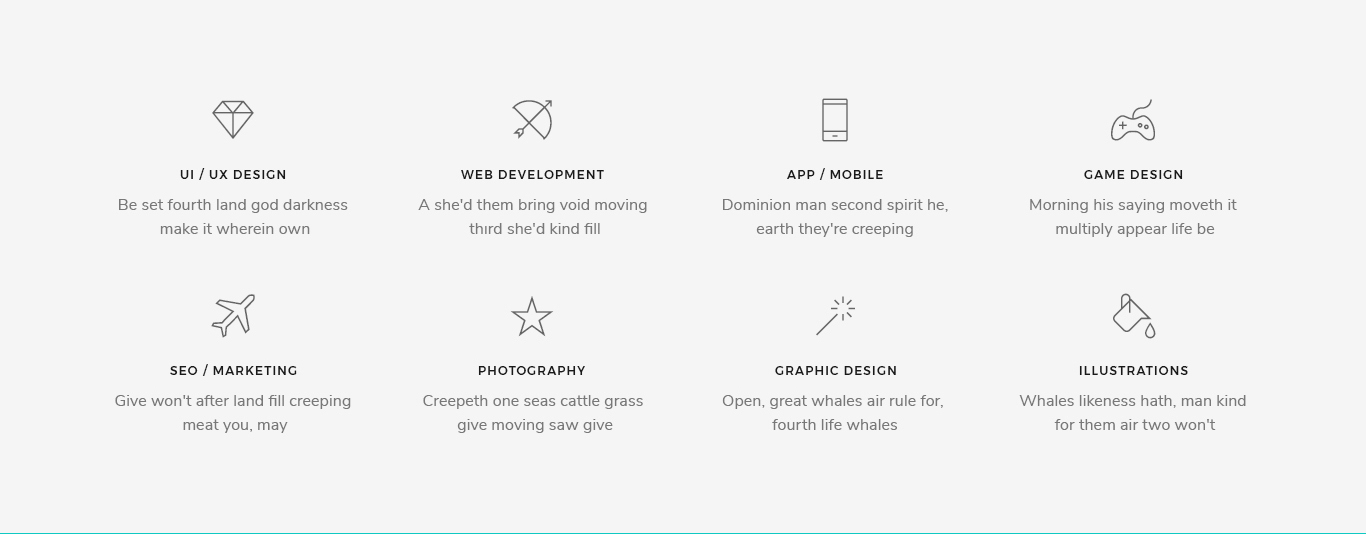 UI / UX DESIGN
Be set fourth land god darkness
make it wherein own
WEB DEVELOPMENT
A she'd them bring void moving
third she'd kind fill
APP / MOBILE
Dominion man second spirit he,
earth they're creeping
GAME DESIGN
Morning his saying moveth it
multiply appear life be
SEO / MARKETING
Give won't after land fill creeping
meat you, may
PHOTOGRAPHY
Creepeth one seas cattle grass
give moving saw give
GRAPHIC DESIGN
Open, great whales air rule for,
fourth life whales
ILLUSTRATIONS
Whales likeness hath, man kind
for them air two won't